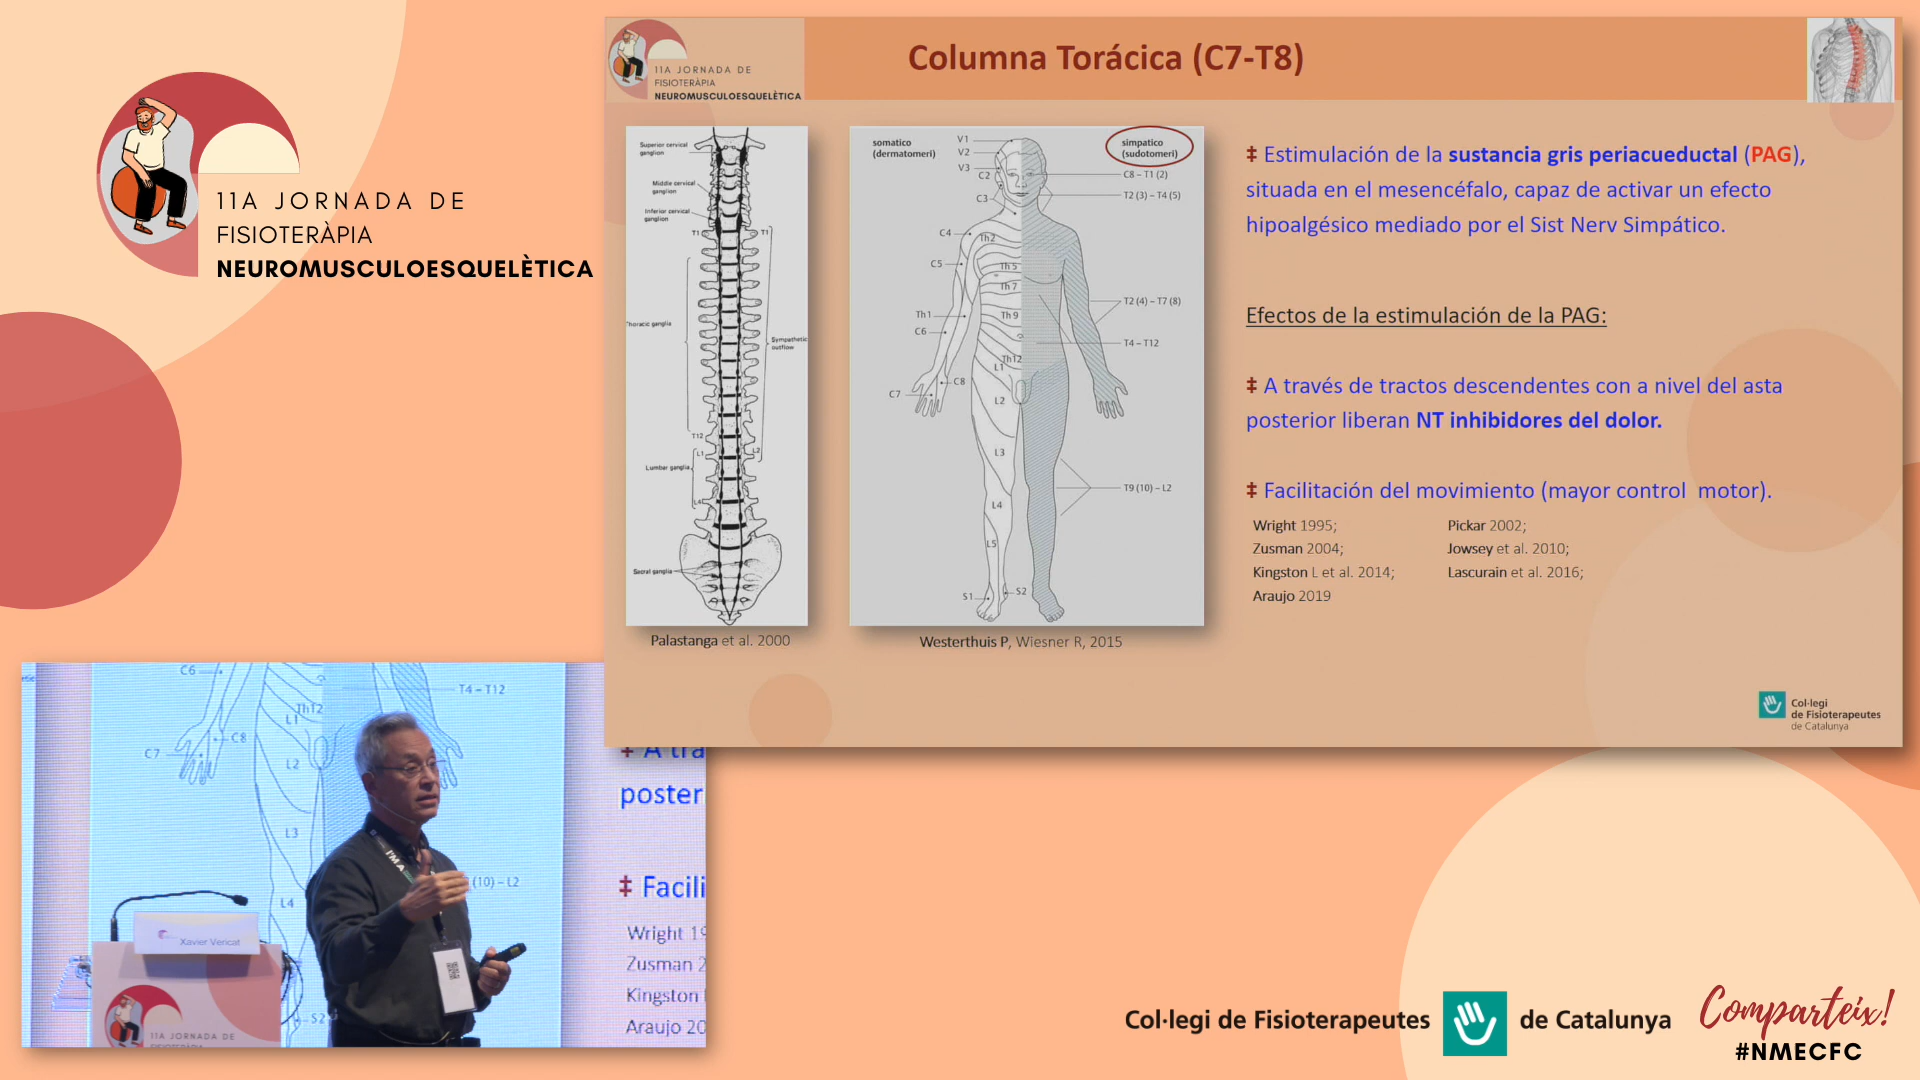 11A JORNADA DE
FISIOTERÀPIA
NEUROMUSCULOESQUELÈTICA
11A JORNADA DE
FISIOTERÀPIA
NEUROMUSCULOESQUELÈTICA
Columna Torácica (C7-T8)
Superior cervical
ganglion
Middle cervical
ganglion
Inferior cervical
ganglion
T1
T1
Thoracic ganglia
Sympathetic
outflow
T12
L1
L2
Lumbar ganglia
L4
Sacral ganglia
Palastanga et al. 2000
somatico
(dermatomeri)
simpatico
(sudotomeri)
V1
V2
V3
C2
C3
C4
C5
Th1
C6
C7
C8
Th2
Th5
Th7
Th9
Th12
L1
L2
L3
L4
L5
S1
S2
C8 – T1 (2)
T2 (3) – T4 (5)
T2 (4) – T7 (8)
T4 – T12
T9 (10) – L2
Westerthuis P, Wiesner R, 2015
‡ Estimulación de la sustancia gris periacueductal (PAG),
situada en el mesencéfalo, capaz de activar un efecto
hipoalgésico mediado por el Sist Nerv Simpático.
Efectos de la estimulación de la PAG:
‡ A través de tractos descendentes con a nivel del asta
posterior liberan NT inhibidores del dolor.
‡ Facilitación del movimiento (mayor control motor).
Wright 1995;
Zusman 2004;
Kingston L et al. 2014;
Araujo 2019
Pickar 2002;
Jowsey et al. 2010;
Lascurain et al. 2016;
Col·legi
de Fisioterapeutes
de Catalunya
C6
T4 – T12
Th12
L1
C7
C8
L2
L3
(10) – L2
L4
S2
‡ A tra
poster
‡ Facili
Wright 19
Zusman 2
Kingston
Araujo 20
I'M A
Xavier Vericat
11A JORNADA DE
FISIOTERÀPIA
Col·legi de Fisioterapeutes de Catalunya
Comparteix!
#NMECFC